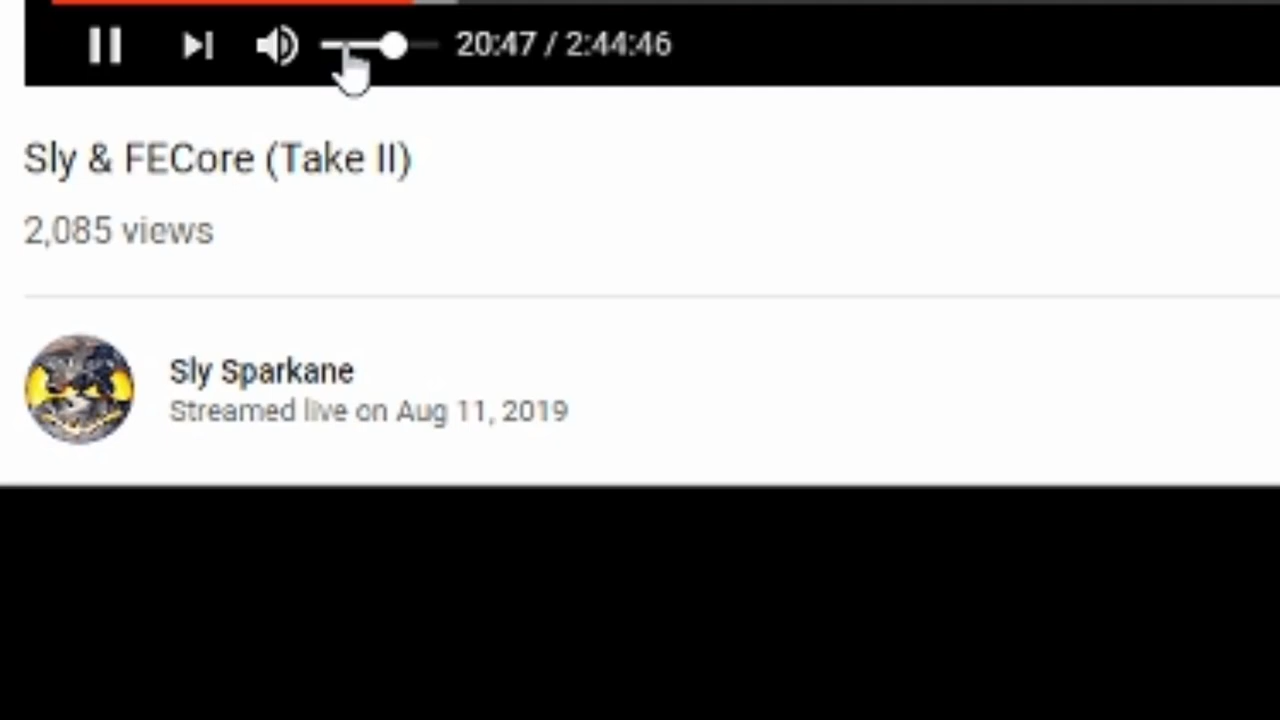 20:47 / 2:44:46
Sly & FECore (Take II)
2,085 views
Sly Sparkane
Streamed live on Aug 11, 2019